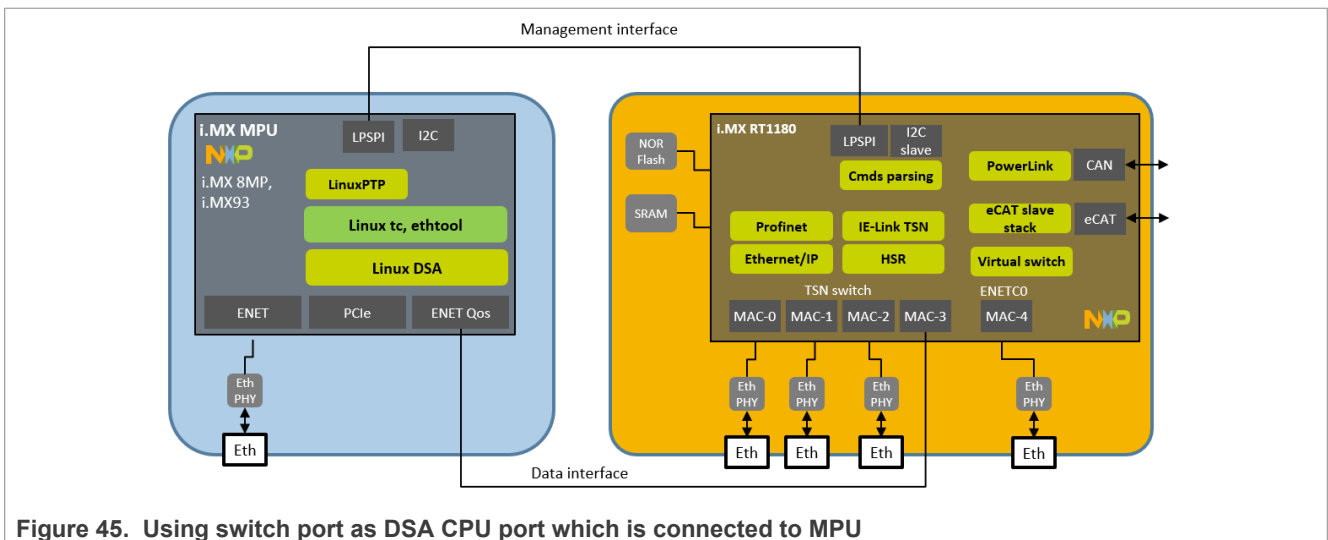 Management interface
i.MX MPU
NXP
i.MX 8MP,
i.MX93
LPSPI
I2C
LinuxPTP
Linux tc, ethtool
Linux DSA
ENET
PCIe
ENET Qos
Eth
PHY
Eth
NOR
Flash
SRAM
i.MX RT1180
LPSPI
I2C
slave
Cmds parsing
PowerLink
CAN
Profinet
IE-Link TSN
eCAT slave
stack
eCAT
Ethernet/IP
HSR
Virtual switch
TSN switch
ENETC0
MAC-0
MAC-1
MAC-2
MAC-3
MAC-4
NXP
Eth
PHY
Eth
PHY
Eth
PHY
Eth
PHY
Eth
Eth
Eth
Eth
Data interface
Figure 45. Using switch port as DSA CPU port which is connected to MPU